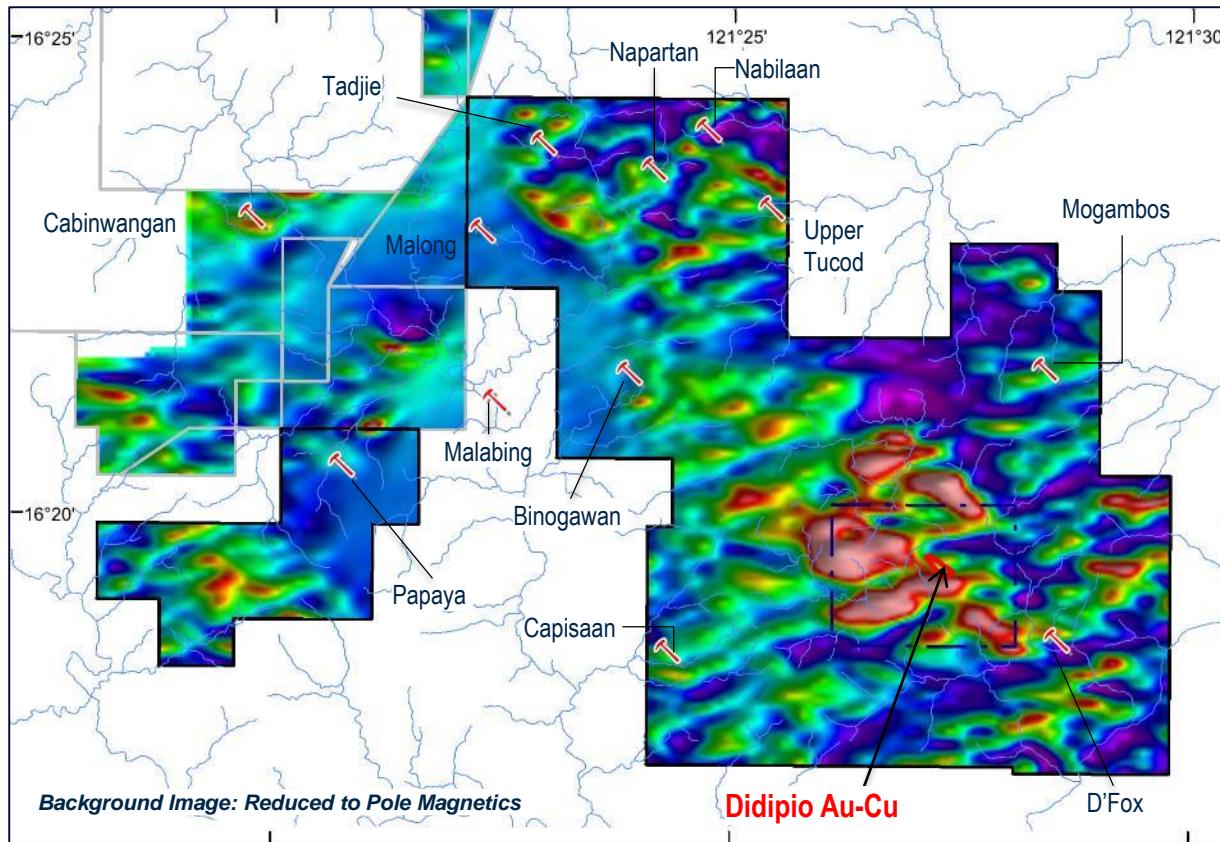 16°25'
121°25'
121°30
Napartan
Nabilaan
Tadjie
Cabinwangan
Malong
Upper
Tucod
Mogambos
Malabing
Binogawan
16°20'
Papaya
Capisaan
Background Image: Reduced to Pole Magnetics
Didipio Au-Cu
D'Fox